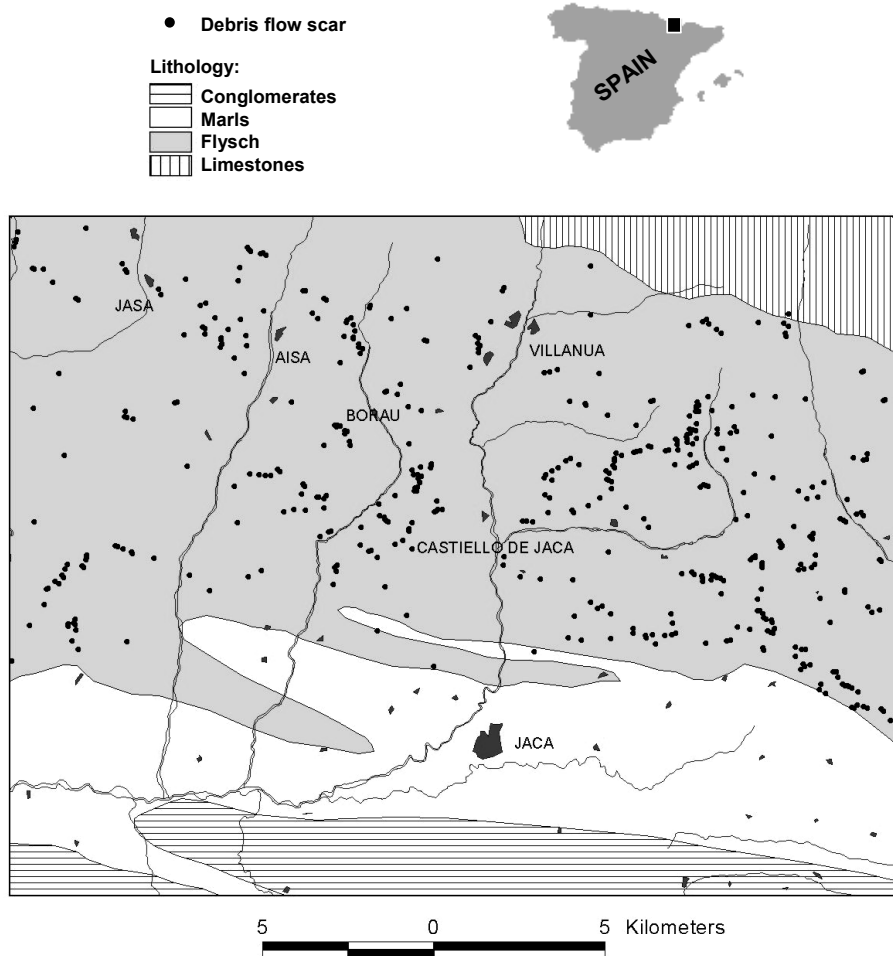 Debris flow scar
Lithology:
Conglomerates
Marls
Flysch
Limestones
SPAIN
JASA
AISA
VILLANUA
BORAU
CASTIELLO DE JACA
JACA
5 0 5 Kilometers